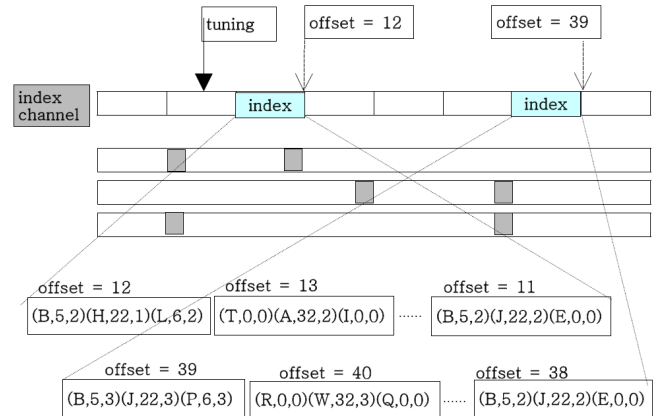 tuning
offset = 12
offset = 39
index
channel
index
index
offset = 12
offset = 13
offset = 11
(B,5,2)(H,22,1)(L,6,2)
(T,0,0)(A,32,2)(I,0,0)
......
(B,5,2)(J,22,2)(E,0,0)
offset = 39
offset = 40
offset = 38
(B,5,3)(J,22,3)(P,6,3)
(R,0,0)(W,32,3)(Q,0,0)
......
(B,5,2)(J,22,2)(E,0,0)